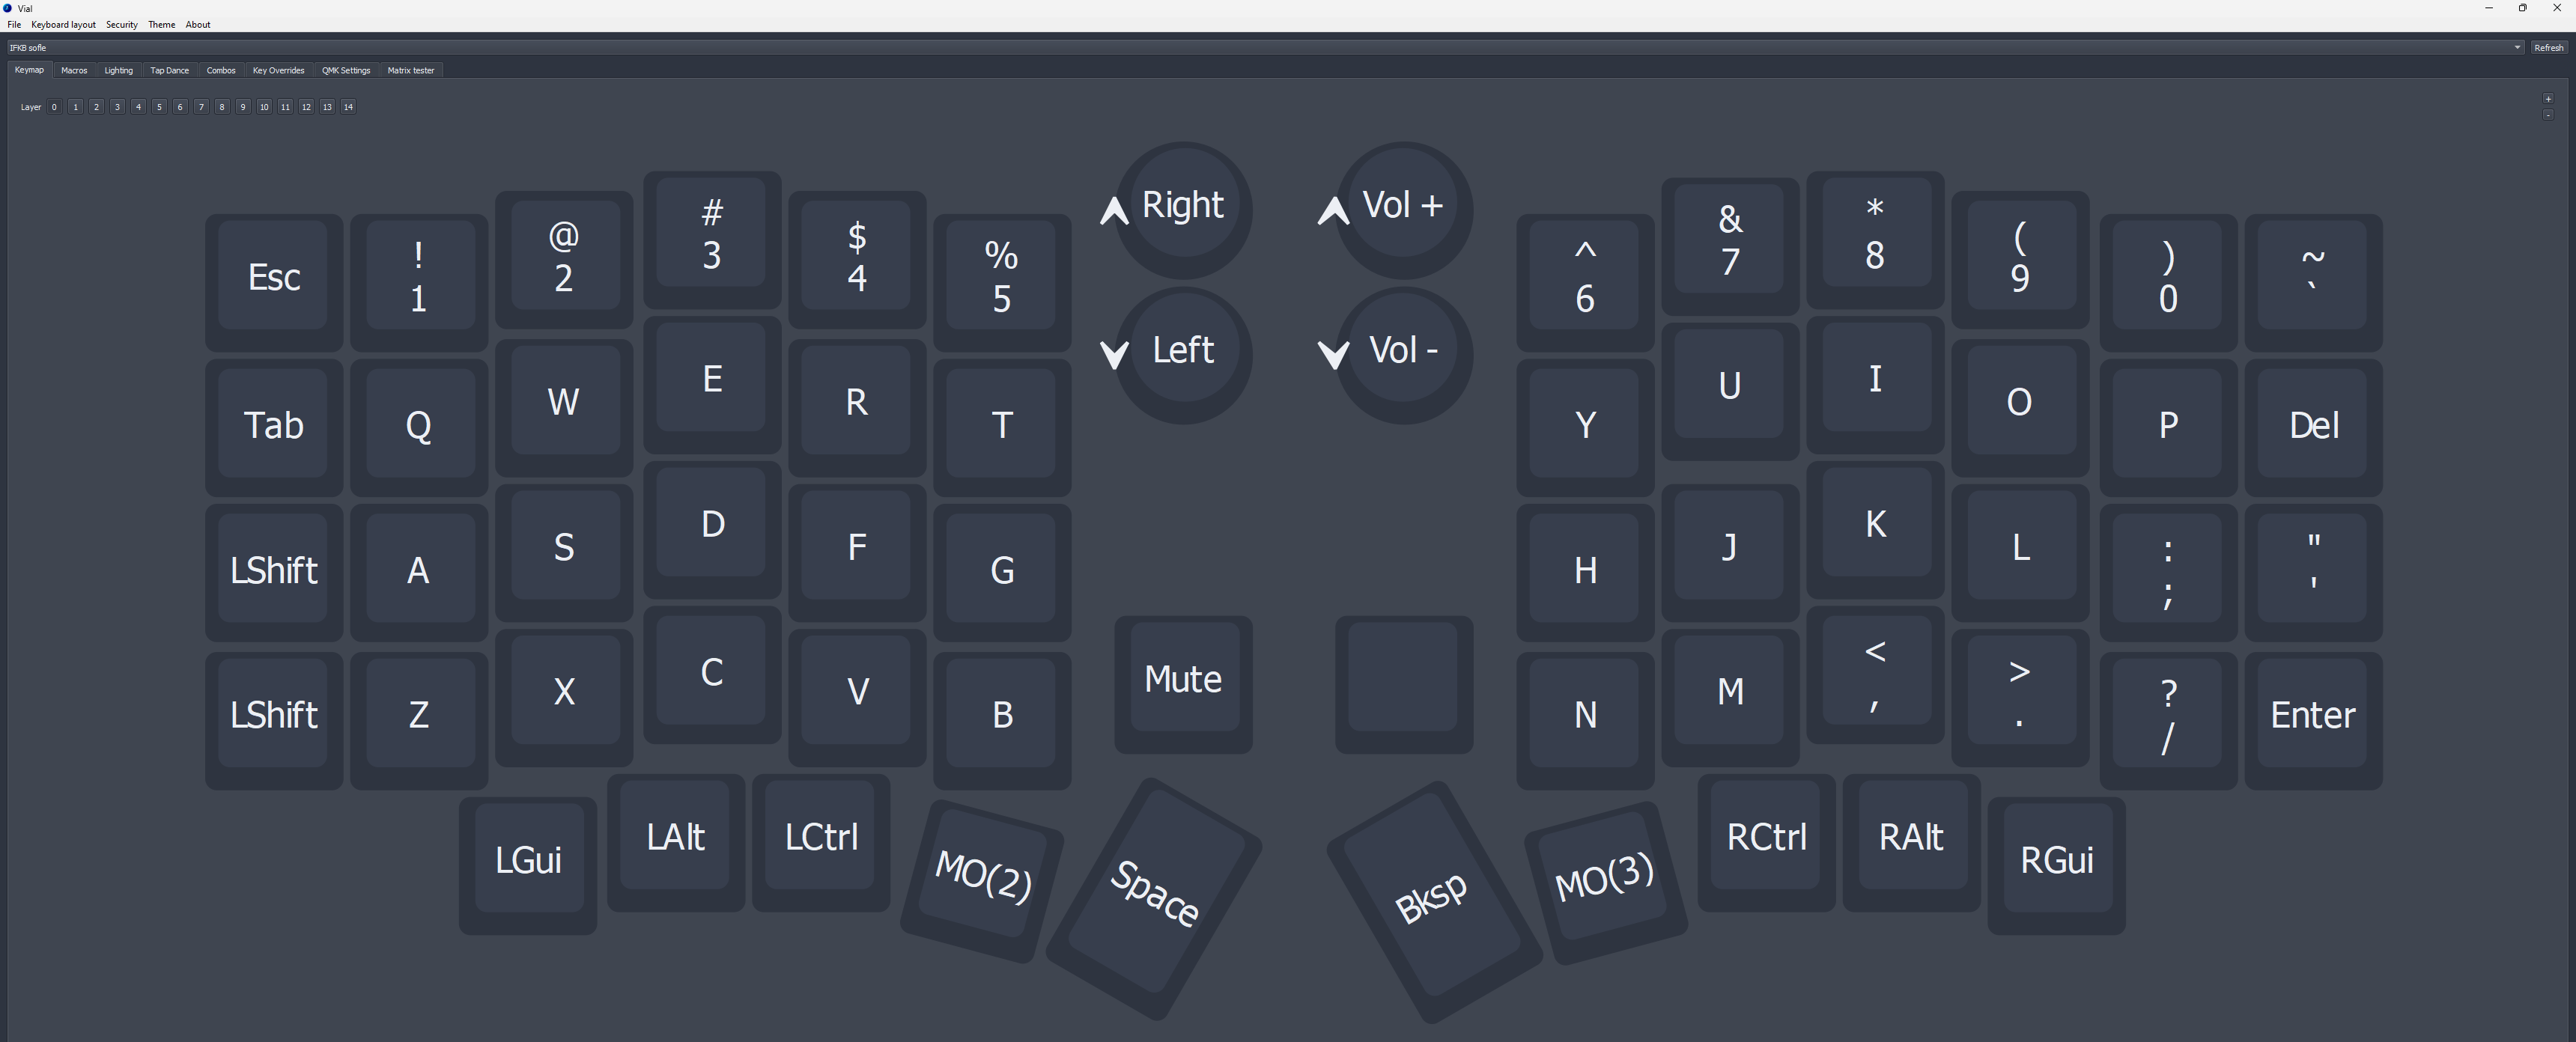 Vial
File Keyboard layout Security Theme About
IFKB sofle
Refresh
Keymap Macros Lighting Tap Dance Combos Key Overrides QMK Settings Matrix tester
Layer 0 1 2 3 4 5 6 7 8 9 10 11 12 13 14
+
-
Esc
!
1
@
2
#
3
$
4
%
5
Right
Vol +
^
6
&
7
*
8
(
9
)
0
~
`
Left
Vol -
Tab Q W E R T
Y U I O P Del
LShift A S D F G
H J K L
:
;
"
'
LShift Z X C V B
Mute
N M
<
,
>
.
?
/
Enter
LGui LAlt LCtrl MO(2) Space
Bksp MO(3) RCtrl RAlt RGui